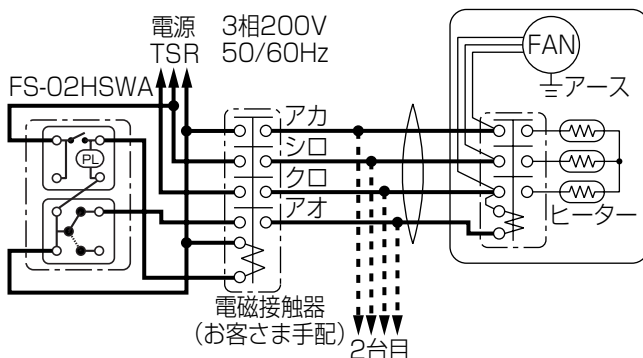 電源 3相200V
TSR 50/60Hz
FS-02HSWA
PL
アカ
シロ
クロ
アオ
FAN
アース
ヒーター
電磁接触器
(お客さま手配)
2台目